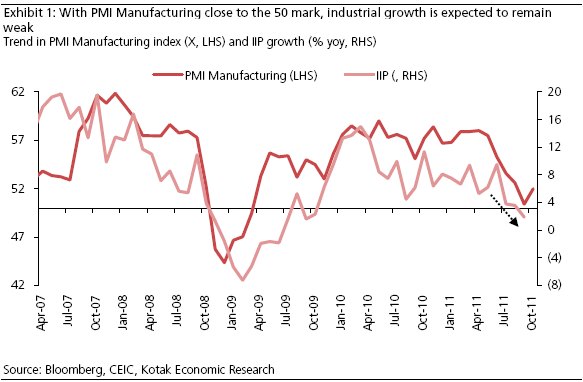 Exhibit 1: With PMI Manufacturing close to the 50 mark, industrial growth is expected to remain
weak
Trend in PMI Manufacturing index (X, LHS) and IIP growth (% yoy, RHS)
PMI Manufacturing (LHS) IIP (, RHS)
62 20
16
57 12
8
52 4
47 0
(4)
42 (8)
Apr-07 Jul-07 Oct-07 Jan-08 Apr-08 Jul-08 Oct-08 Jan-09 Apr-09 Jul-09 Oct-09 Jan-10 Apr-10 Jul-10 Oct-10 Jan-11 Apr-11 Jul-11 Oct-11
Source: Bloomberg, CEIC, Kotak Economic Research